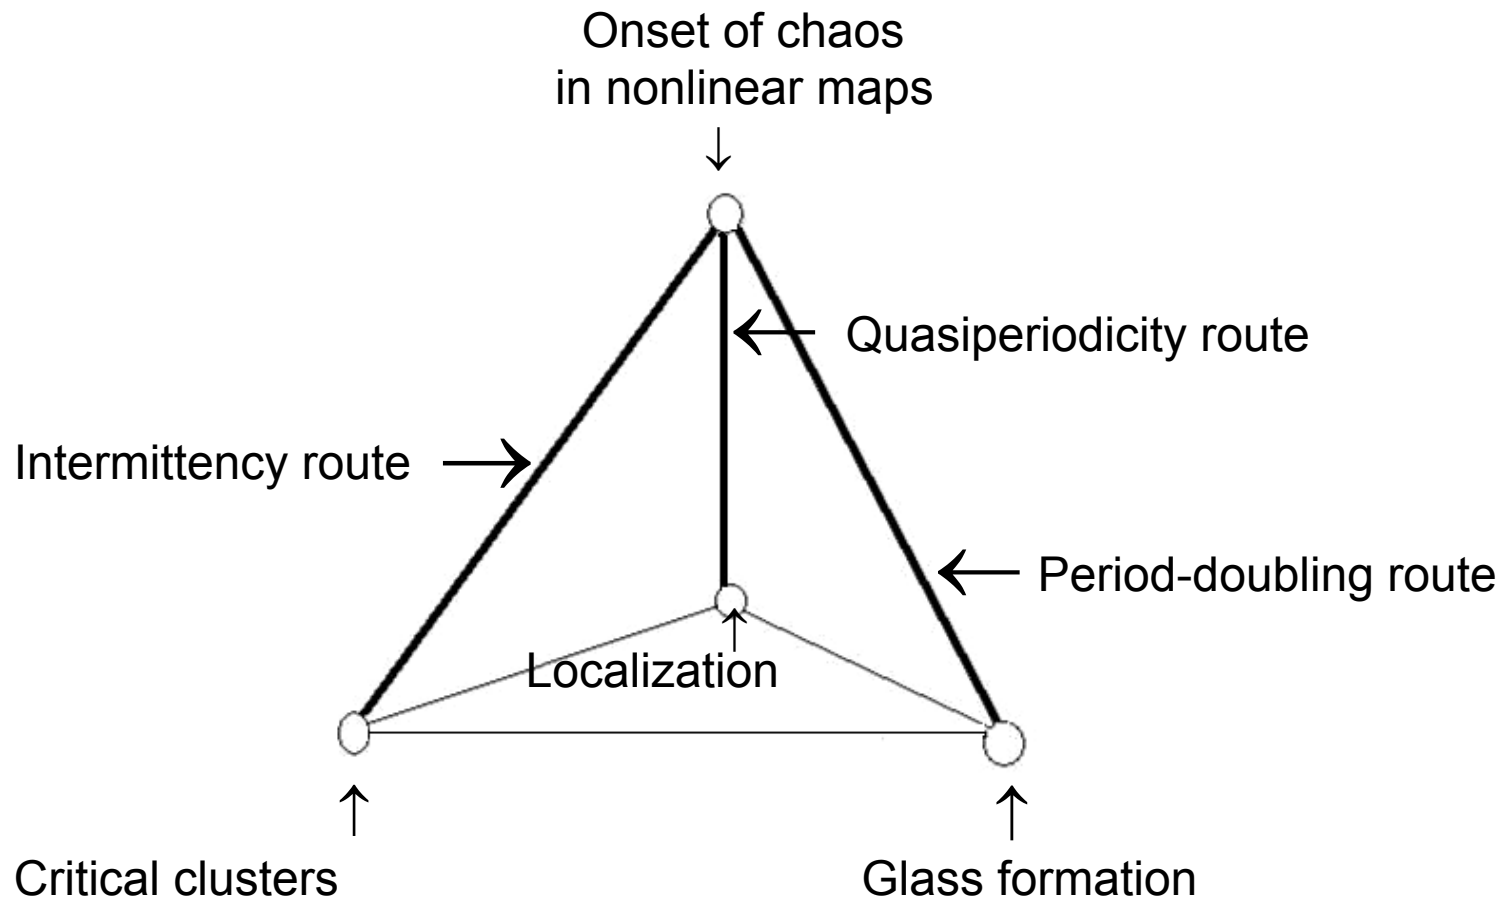 Onset of chaos
in nonlinear maps
Quasiperiodicity route
Intermittency route
Period-doubling route
Localization
Critical clusters
Glass formation